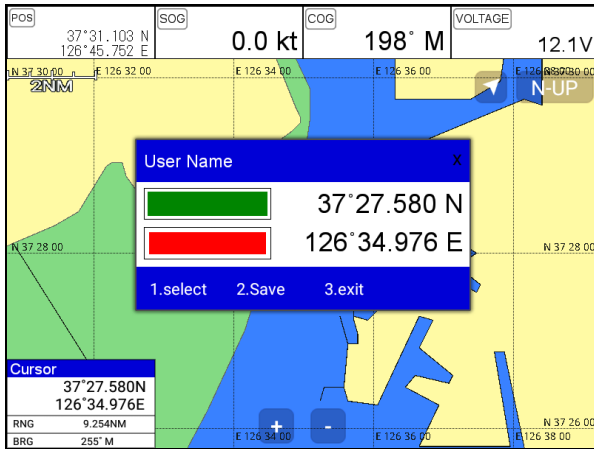 POS
37°31.103 N
126°45.752 E
SOG
0.0 kt
COG
198° M
VOLTAGE
12.1V
N 37 30 00
E 126 32 00
E 126 34 00
E 126 36 00
2NM
N-UP
User Name
X
37°27.580 N
126°34.976 E
1.select
2.Save
3.exit
N 37 28 00
N 37 28 00
Cursor
37°27.580N
126°34.976E
RNG
9.254NM
BRG
255° M
+
-
N 37 26 00
E 126 34 00
E 126 36 00
E 126 38 00